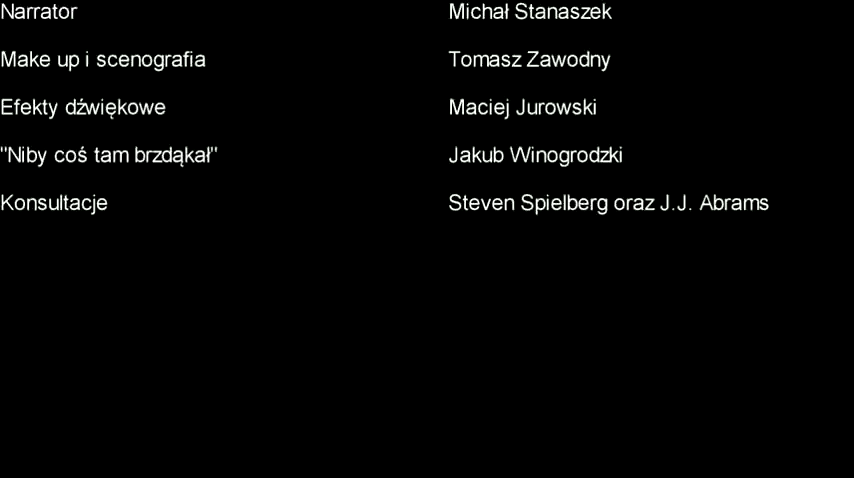 Narrator Michał Stanaszek
Make up i scenografia Tomasz Zawodny
Efekty dźwiękowe Maciej Jurowski
"Niby coś tam brzdąkał" Jakub Winogrodzki
Konsultacje Steven Spielberg oraz J.J. Abrams